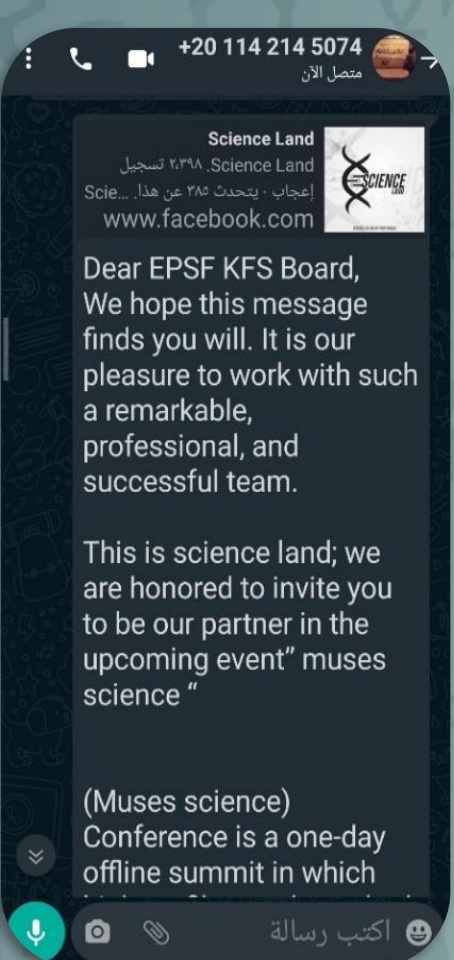 +20 114 214 5074
متصل الآن
Science Land
Science Land. ٢،٣٩٨ تسجيل
إعجاب · يتحدث ٣٨٥ عن هذا. ...Scie
www.facebook.com
SCIENCE
Dear EPSF KFS Board,
We hope this message
finds you will. It is our
pleasure to work with such
a remarkable,
professional, and
successful team.
This is science land; we
are honored to invite you
to be our partner in the
upcoming event” muses
science “
(Muses science)
Conference is a one-day
offline summit in which
اكتب رسالة